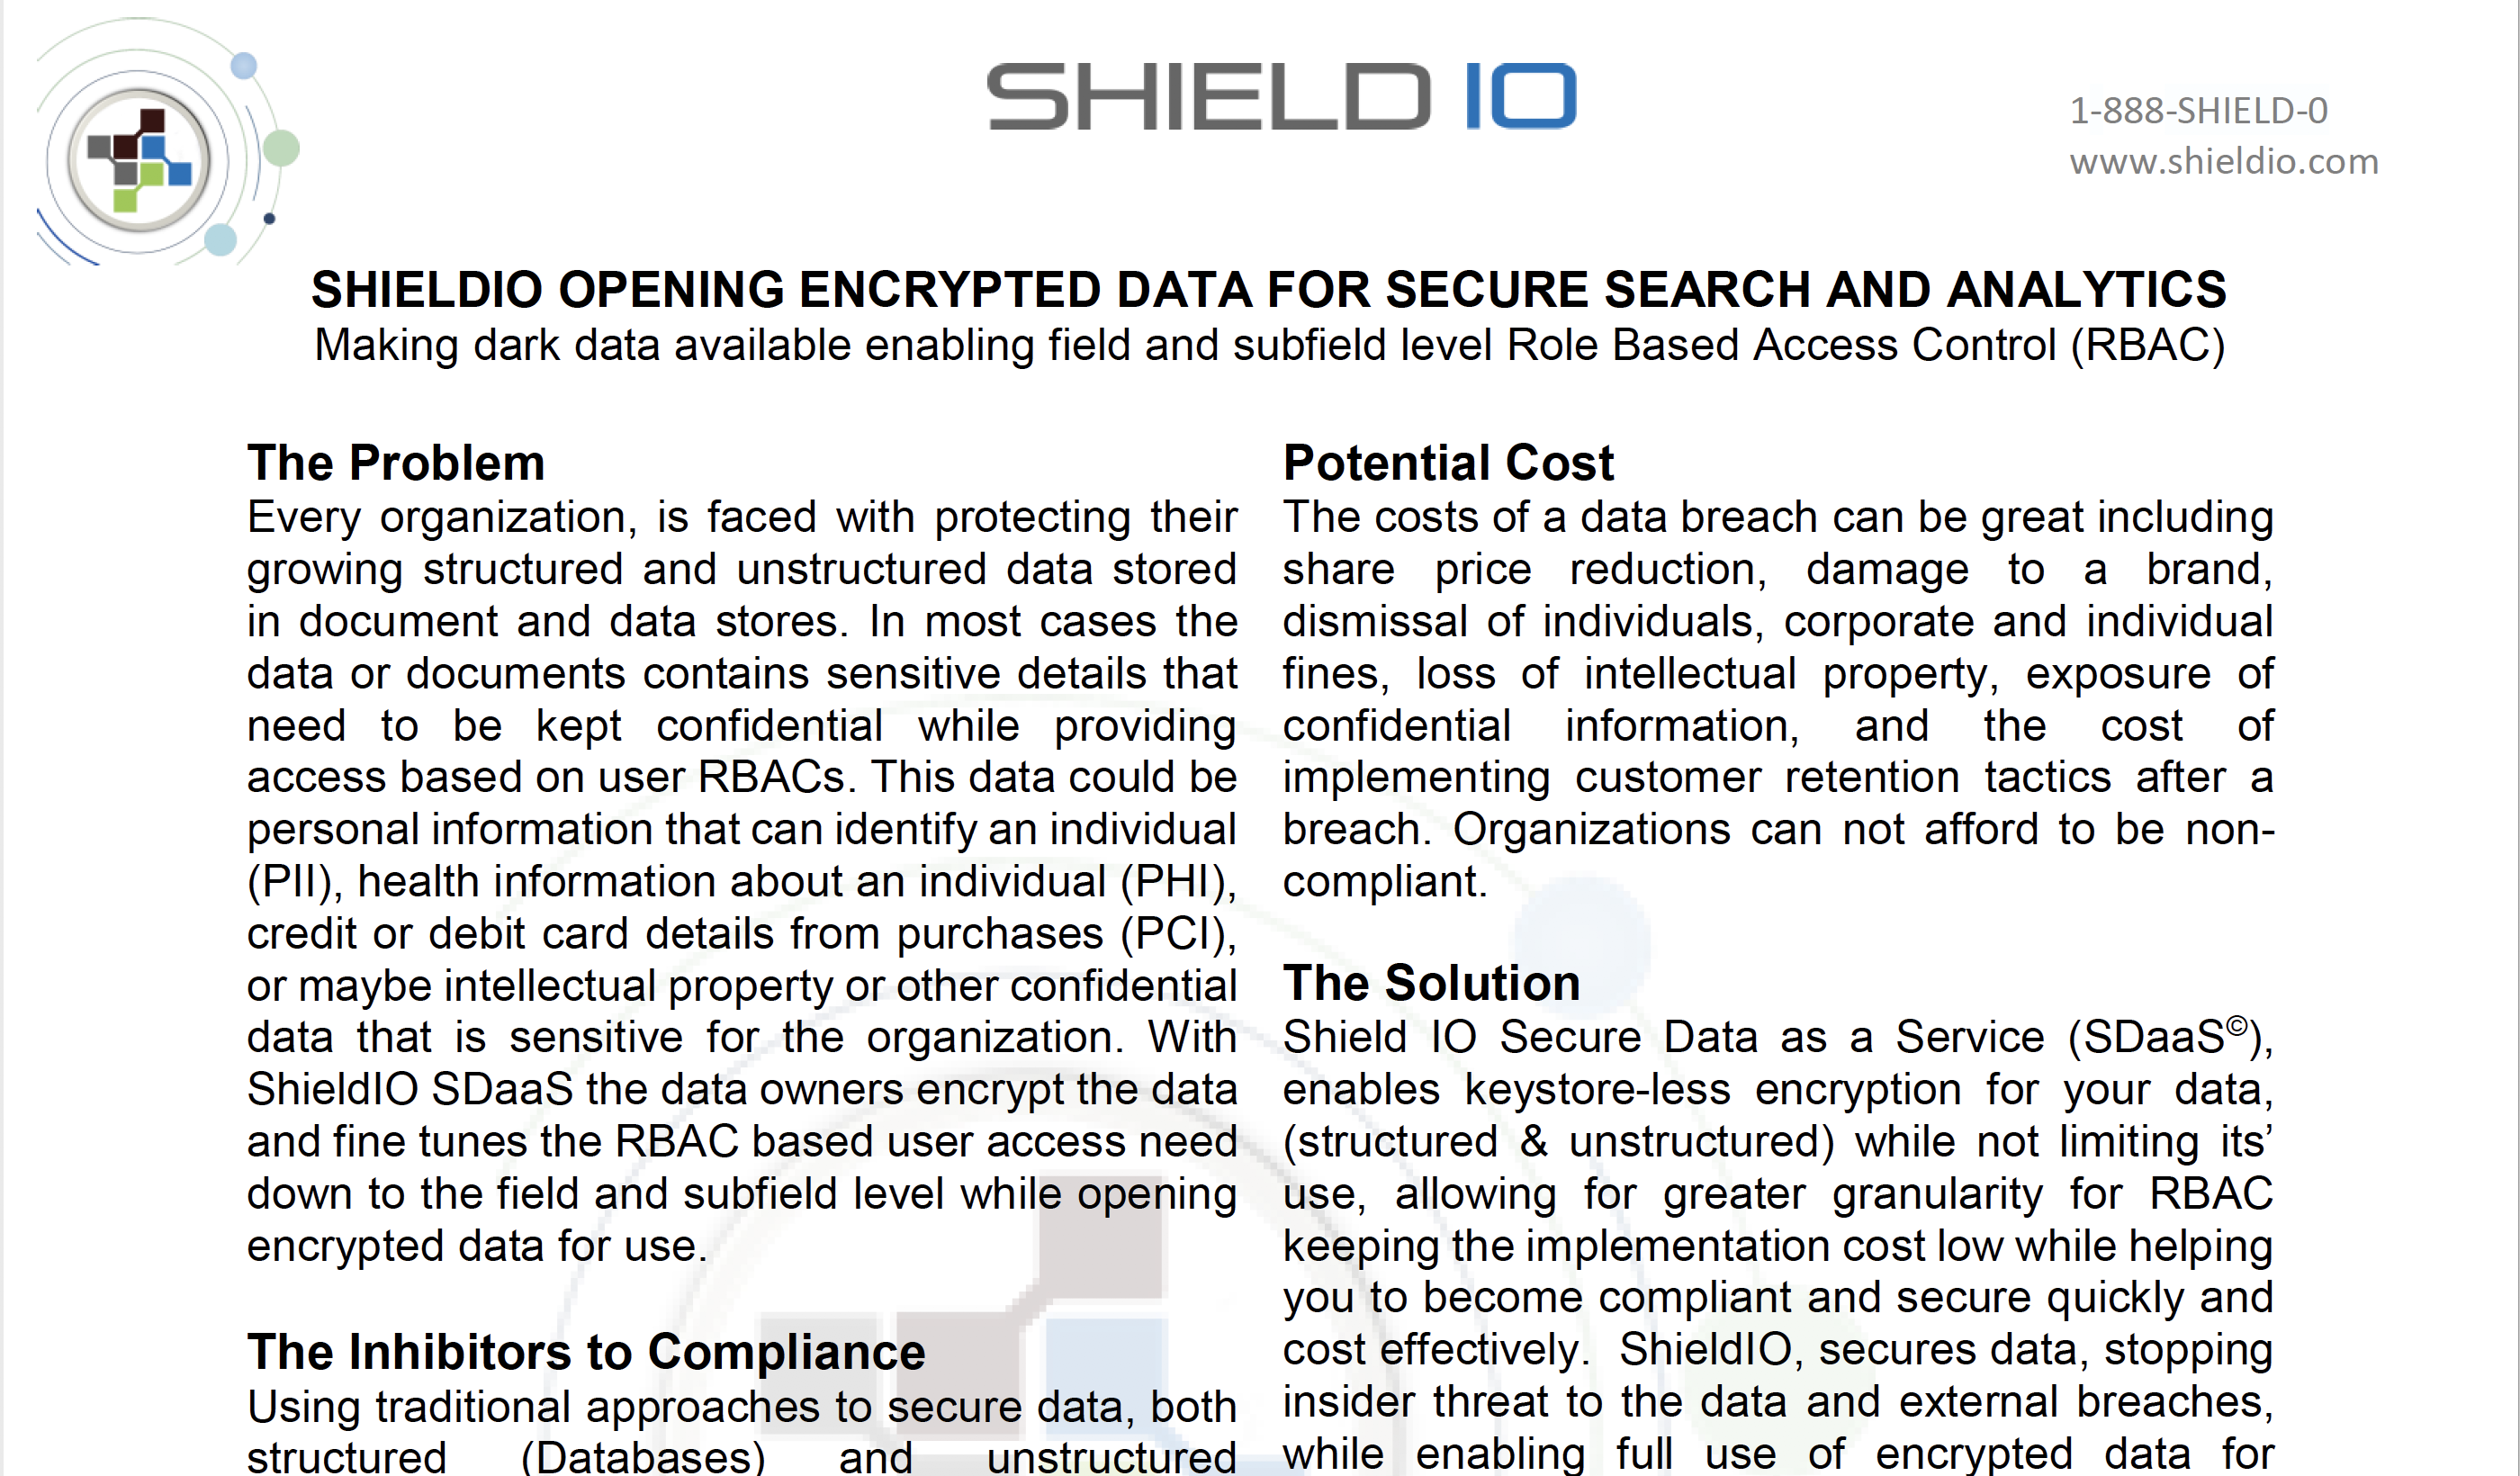 SHIELD IO
1-888-SHIELD-0
www.shieldio.com
SHIELDIO OPENING ENCRYPTED DATA FOR SECURE SEARCH AND ANALYTICS
Making dark data available enabling field and subfield level Role Based Access Control (RBAC)
The Problem
Every organization, is faced with protecting their
growing structured and unstructured data stored
in document and data stores. In most cases the
data or documents contains sensitive details that
need to be kept confidential while providing
access based on user RBACs. This data could be
personal information that can identify an individual
(PII), health information about an individual (PHI),
credit or debit card details from purchases (PCI),
or maybe intellectual property or other confidential
data that is sensitive for the organization. With
ShieldIO SDaaS the data owners encrypt the data
and fine tunes the RBAC based user access need
down to the field and subfield level while opening
encrypted data for use.
The Inhibitors to Compliance
Using traditional approaches to secure data, both
structured (Databases) and unstructured
Potential Cost
The costs of a data breach can be great including
share price reduction, damage to a brand,
dismissal of individuals, corporate and individual
fines, loss of intellectual property, exposure of
confidential information, and the cost of
implementing customer retention tactics after a
breach. Organizations can not afford to be non-
compliant.
The Solution
Shield IO Secure Data as a Service (SDaaS©),
enables keystore-less encryption for your data,
(structured & unstructured) while not limiting its’
use, allowing for greater granularity for RBAC
keeping the implementation cost low while helping
you to become compliant and secure quickly and
cost effectively.  ShieldIO, secures data, stopping
insider threat to the data and external breaches,
while enabling full use of encrypted data for